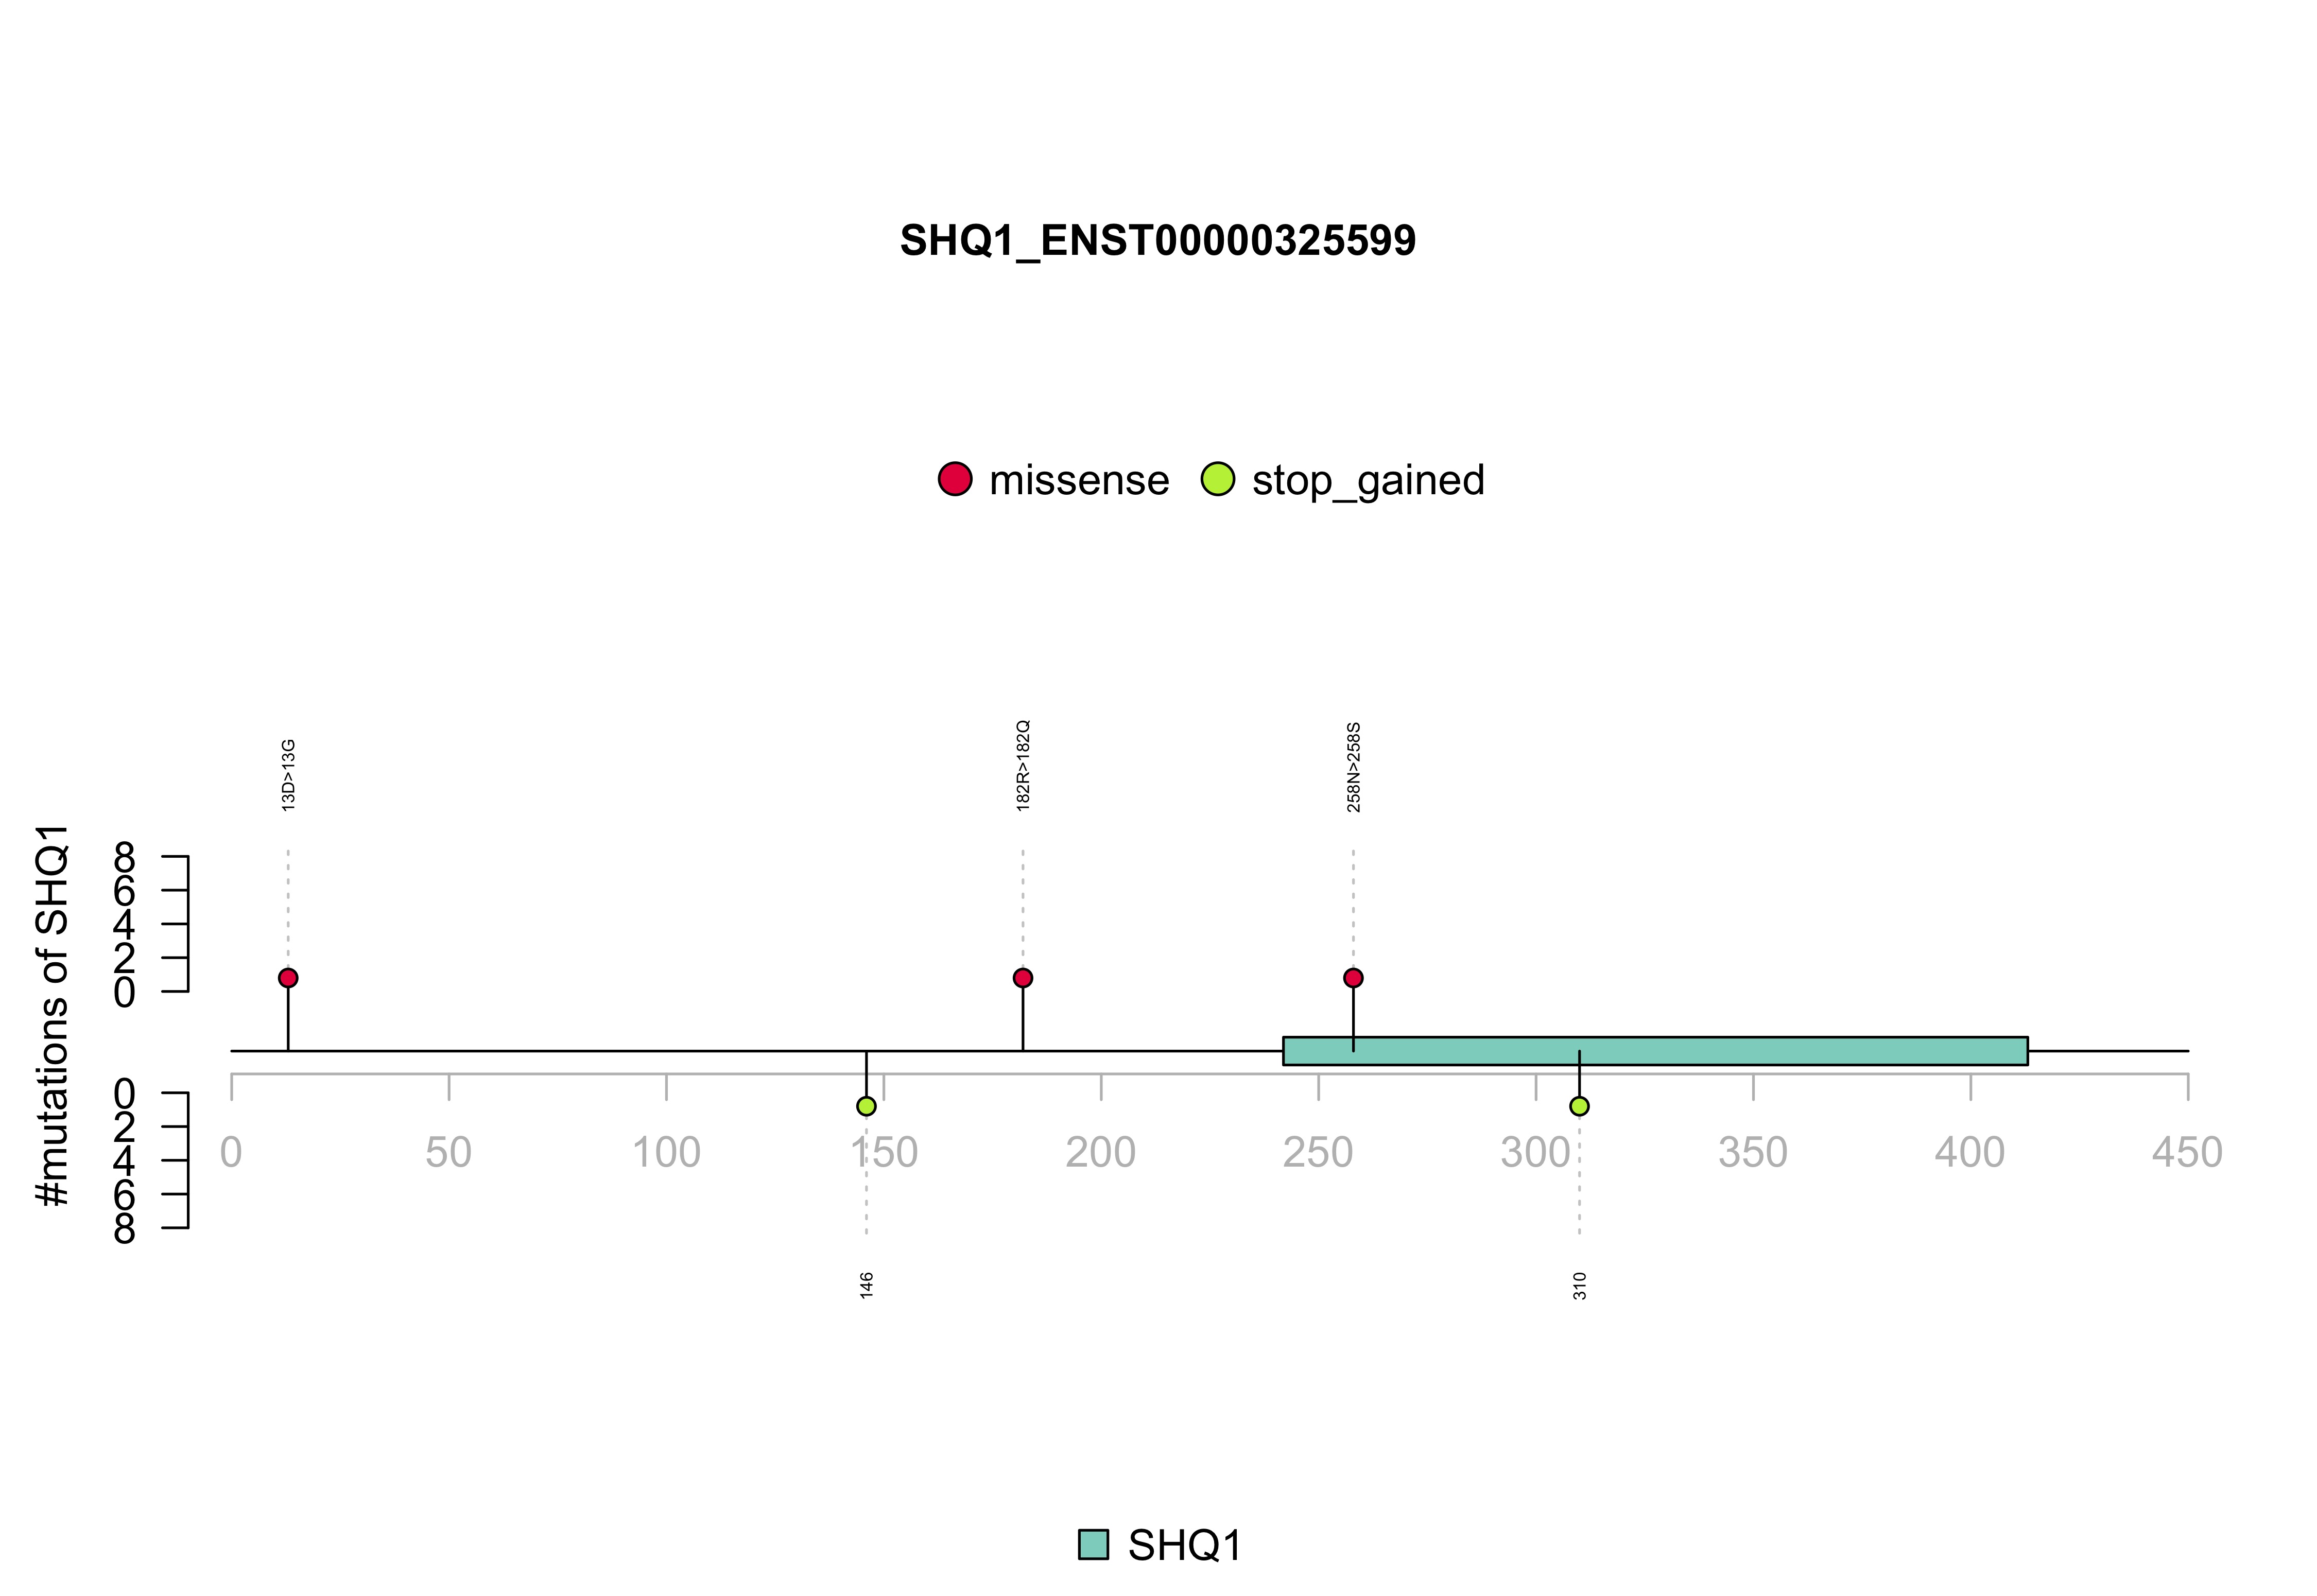 SHQ1_ENST00000325599
missense stop_gained
13D>13G 182R>182Q 258N>258S
#mutations of SHQ1
8
6
4
2
0
0
2
4
6
8
0 50 100 150 200 250 300 350 400 450
146 310
SHQ1